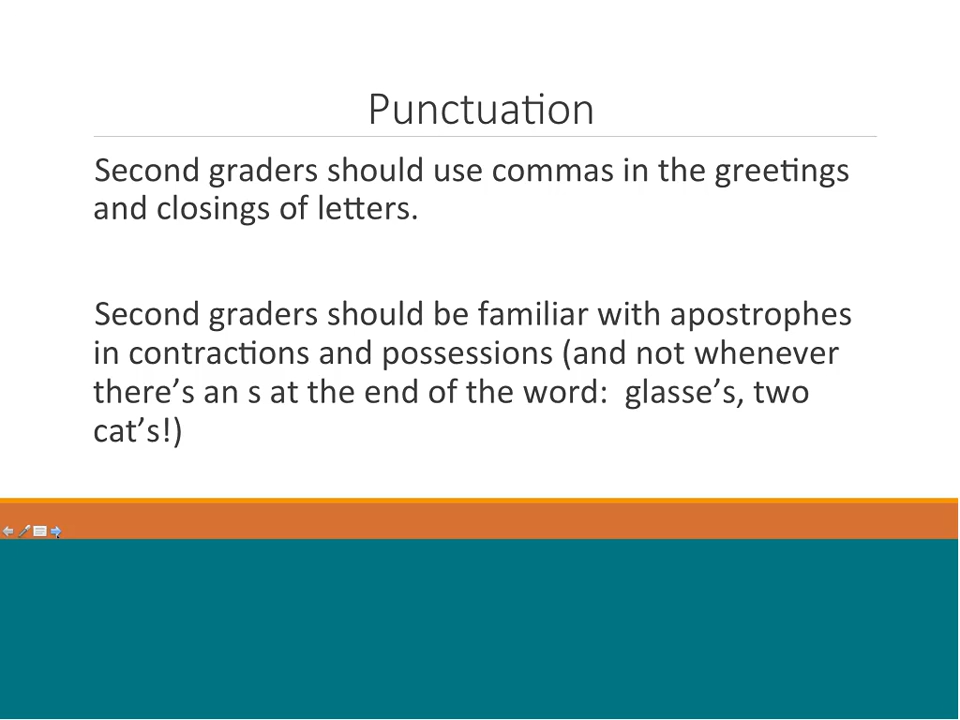 Punctuation
Second graders should use commas in the greetings
and closings of letters.
Second graders should be familiar with apostrophes
in contractions and possessions (and not whenever
there’s an s at the end of the word:  glasse’s, two
cat’s!)